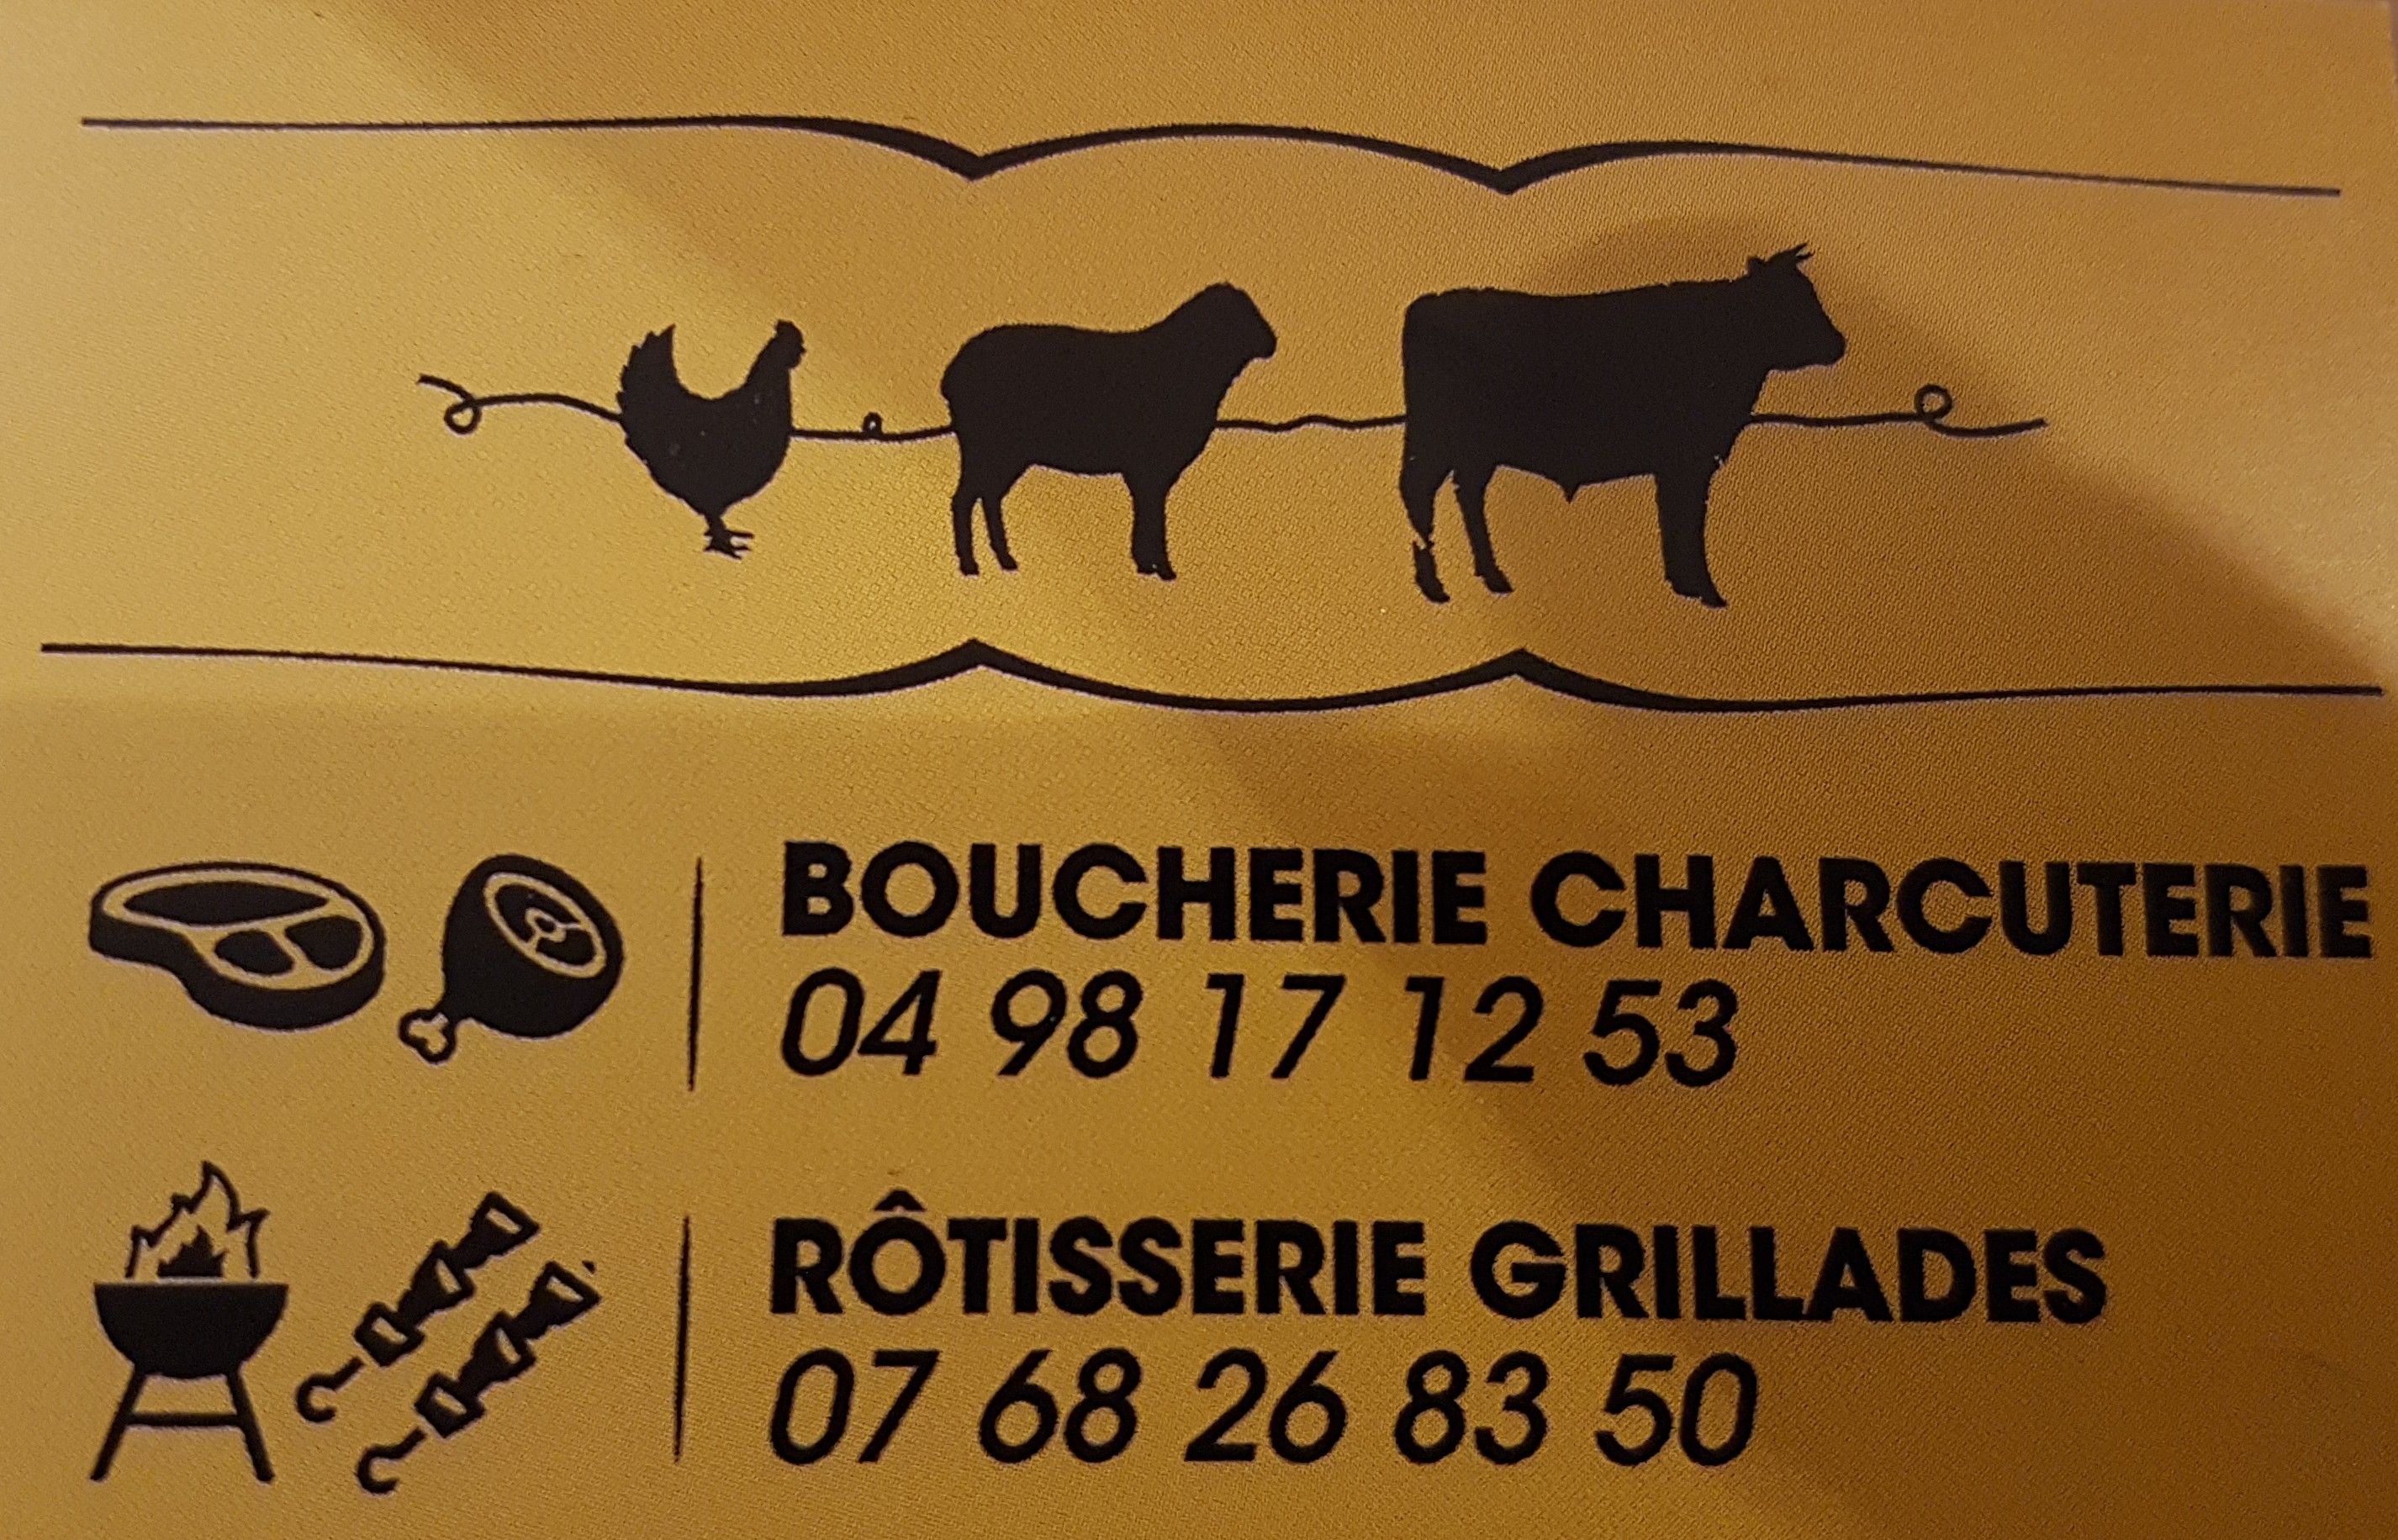 BOUCHERIE CHARCUTERIE
04 98 17 12 53
RÔTISSERIE GRILLADES
07 68 26 83 50